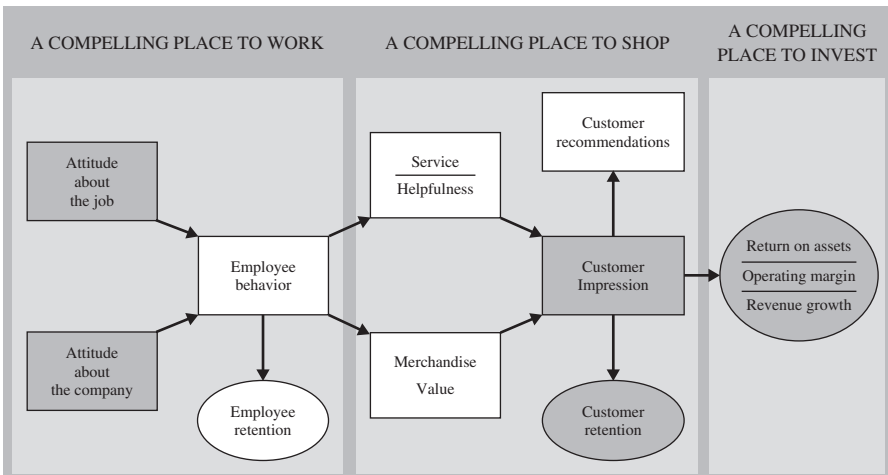 A COMPELLING PLACE TO WORK
A COMPELLING PLACE TO SHOP
A COMPELLING
PLACE TO INVEST
Attitude
about
the job
Attitude
about
the company
Employee
behavior
Employee
retention
Service
Helpfulness
Merchandise
Value
Customer
recommendations
Customer
Impression
Customer
retention
Return on assets
Operating margin
Revenue growth